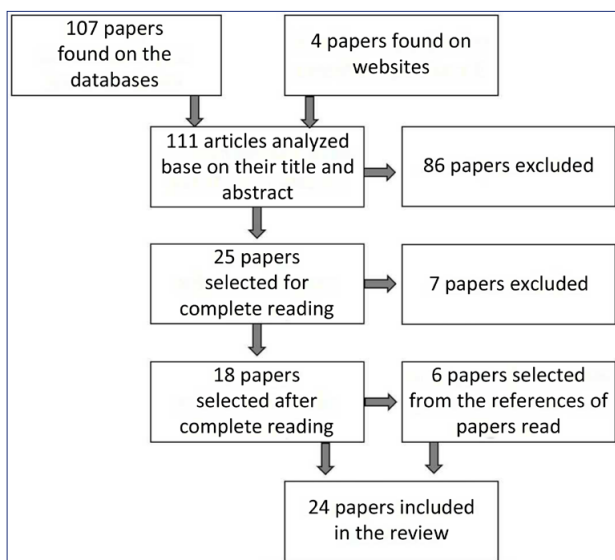 107 papers
found on the
databases
4 papers found on
websites
111 articles analyzed
base on their title and
abstract
86 papers excluded
25 papers
selected for
complete reading
7 papers excluded
18 papers
selected after
complete reading
6 papers selected
from the references of
papers read
24 papers included
in the review